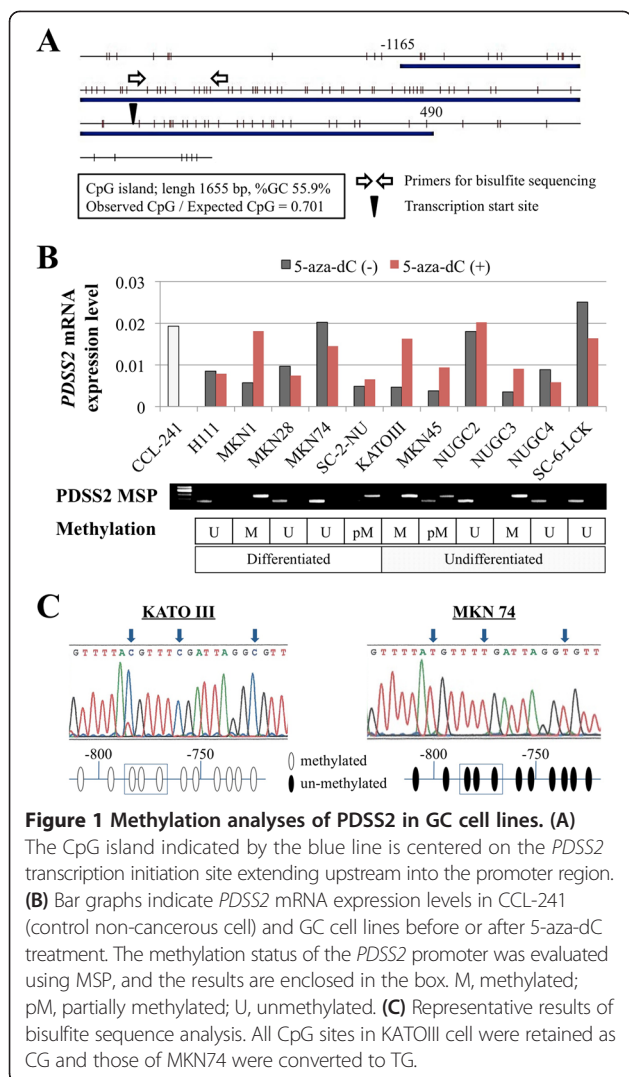 A
-1165
490
CpG island; lengh 1655 bp, %GC 55.9%
Observed CpG / Expected CpG = 0.701
Primers for bisulfite sequencing
Transcription start site
B
5-aza-dC (-) 5-aza-dC (+)
PDSS2 mRNA
expression level
0.03
0.02
0.01
0
CCL-241 H111 MKN1 MKN28 MKN74 SC-2-NU KATOIII MKN45 NUGC2 NUGC3 NUGC4 SC-6-LCK
PDSS2 MSP
Methylation U M U U pM M pM U M U U
Differentiated Undifferentiated
C
KATO III MKN 74
GTTTTACGTTTCGATTAGGCGTT GTTTTATGTTTTGATTAGGTGTT
-800 -750 methylated -800 -750
un-methylated
Figure 1 Methylation analyses of PDSS2 in GC cell lines. (A)
The CpG island indicated by the blue line is centered on the PDSS2
transcription initiation site extending upstream into the promoter region.
(B) Bar graphs indicate PDSS2 mRNA expression levels in CCL-241
(control non-cancerous cell) and GC cell lines before or after 5-aza-dC
treatment. The methylation status of the PDSS2 promoter was evaluated
using MSP, and the results are enclosed in the box. M, methylated;
pM, partially methylated; U, unmethylated. (C) Representative results of
bisulfite sequence analysis. All CpG sites in KATOIII cell were retained as
CG and those of MKN74 were converted to TG.